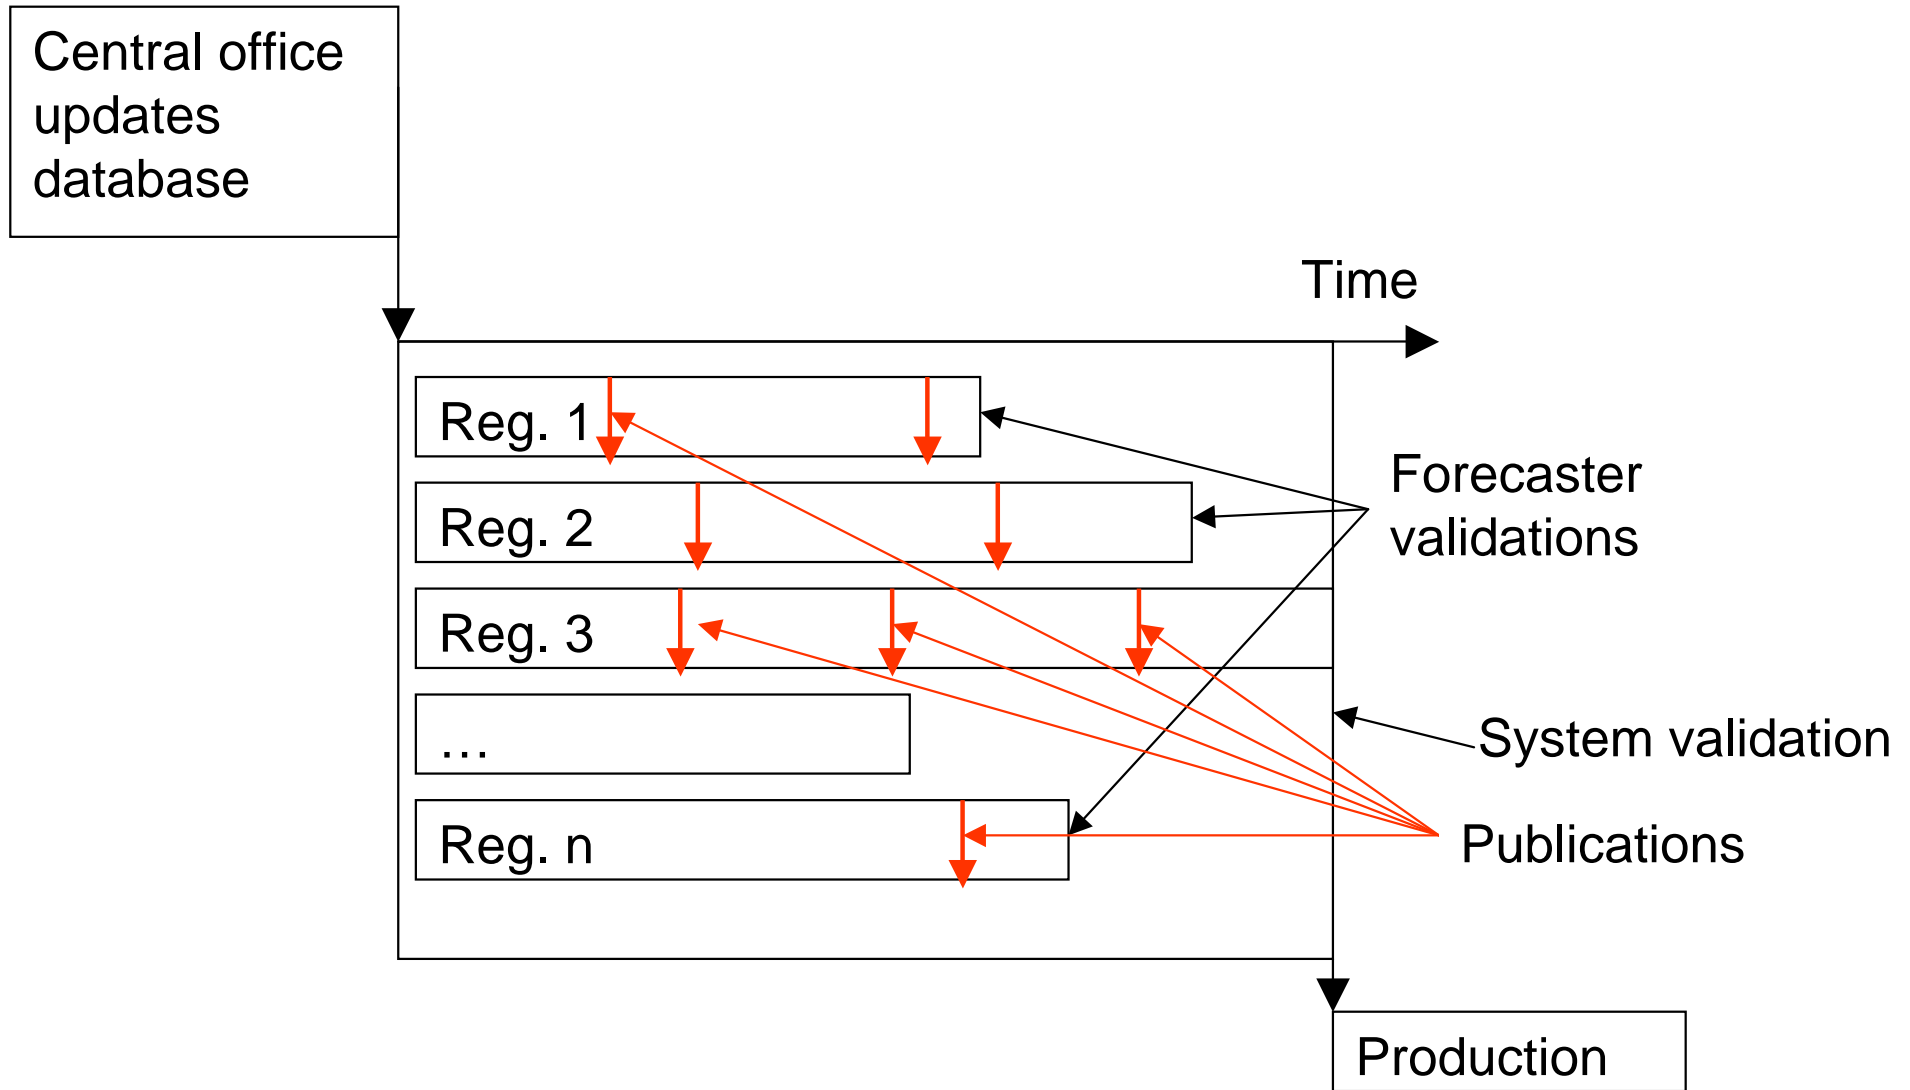 Central office
updates
database
Time
Reg. 1
Reg. 2
Reg. 3
…
Reg. n
Forecaster
validations
System validation
Publications
Production